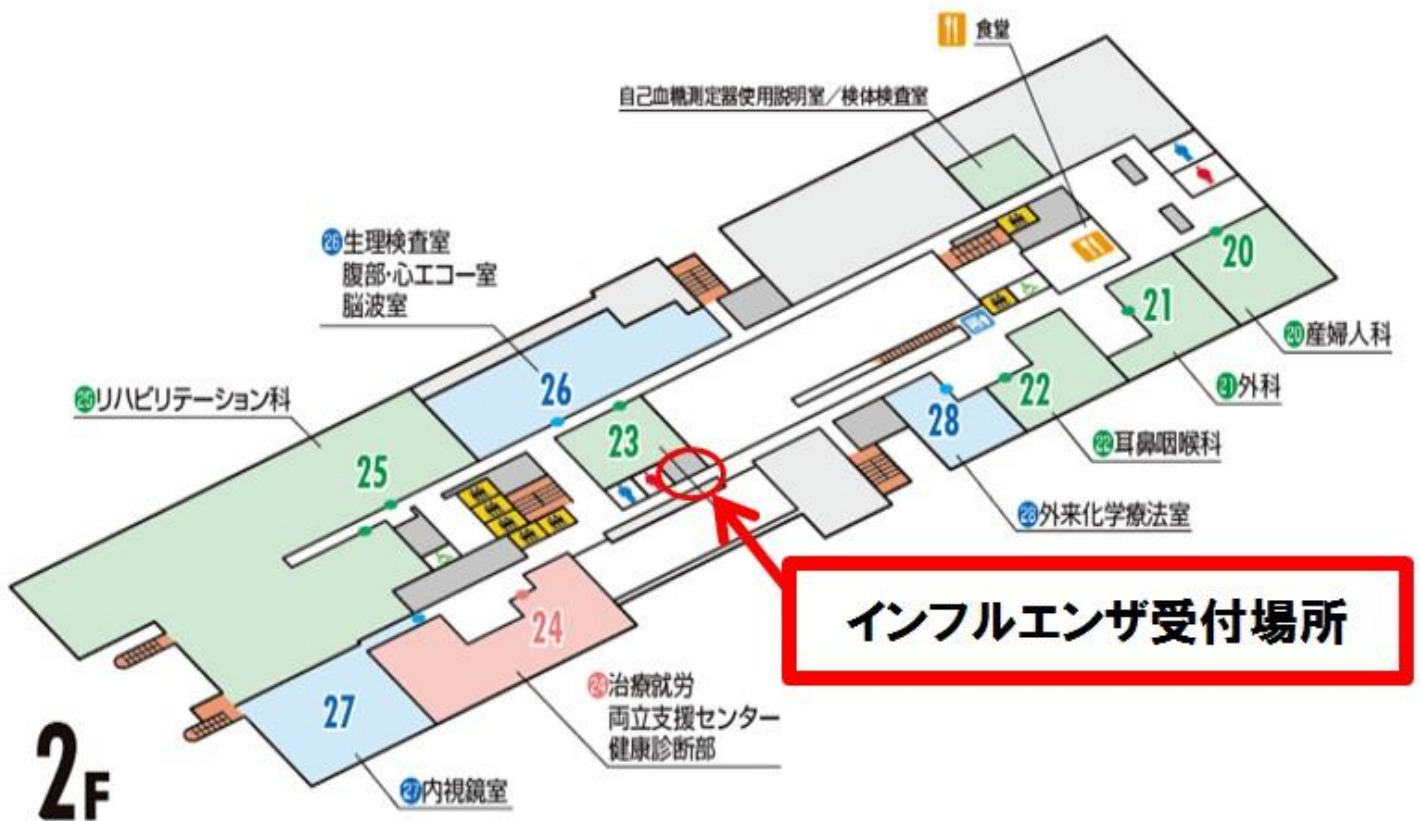 食堂
自己血糖測定器使用説明室／検体検査室
26生理検査室
腹部・心エコー室
脳波室
20
21
20産婦人科
26
22
21外科
25リハビリテーション科
28
23
22耳鼻咽喉科
25
28外来化学療法室
インフルエンザ受付場所
24
24治療就労
両立支援センター
健康診断部
27
27内視鏡室
2F